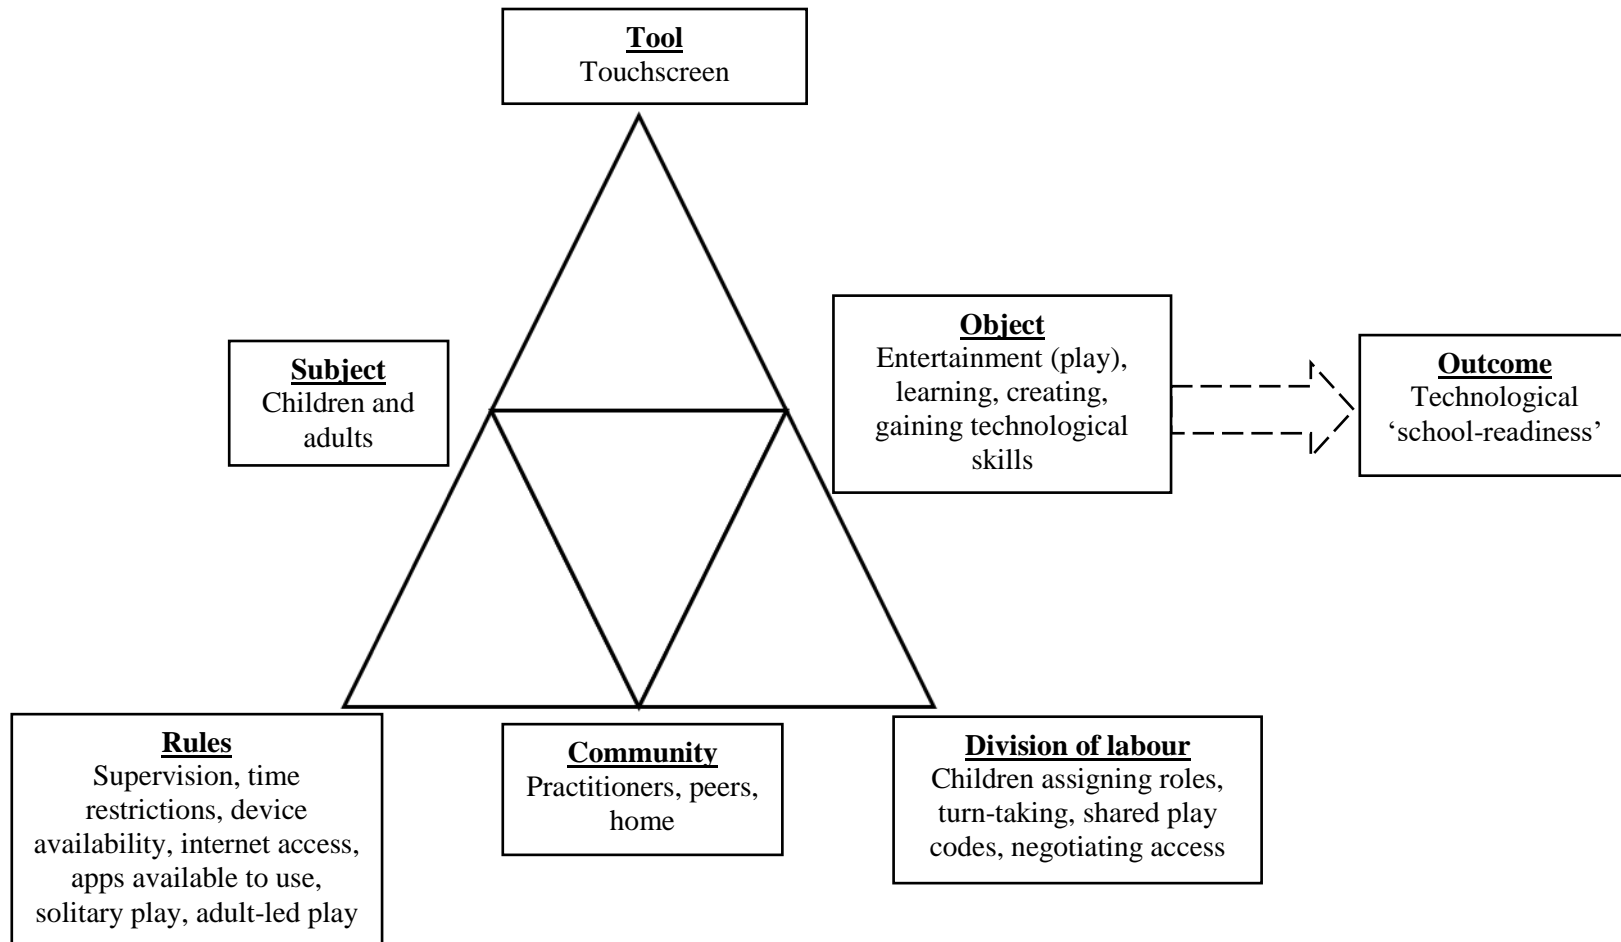 Tool
Touchscreen
Subject
Children and
adults
Object
Entertainment (play),
learning, creating,
gaining technological
skills
Outcome
Technological
‘school-readiness’
Rules
Supervision, time
restrictions, device
availability, internet access,
apps available to use,
solitary play, adult-led play
Community
Practitioners, peers,
home
Division of labour
Children assigning roles,
turn-taking, shared play
codes, negotiating access